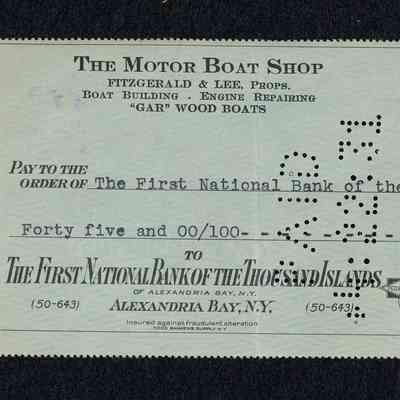 THE MOTOR BOAT SHOP
FITZGERALD & LEE, PROPS.
BOAT BUILDING . ENGINE REPAIRING
"GAR" WOOD BOATS
PAY TO THE
ORDER OF The First National Bank of the
Forty five and 00/100- - - - - - - -
TO
THE FIRST NATIONAL BANK OF THE THOUSAND ISLANDS
OF ALEXANDRIA BAY, N.Y.
(50-643) ALEXANDRIA BAY, N.Y. (50-643)
Insured against fraudulent alteration
PAID